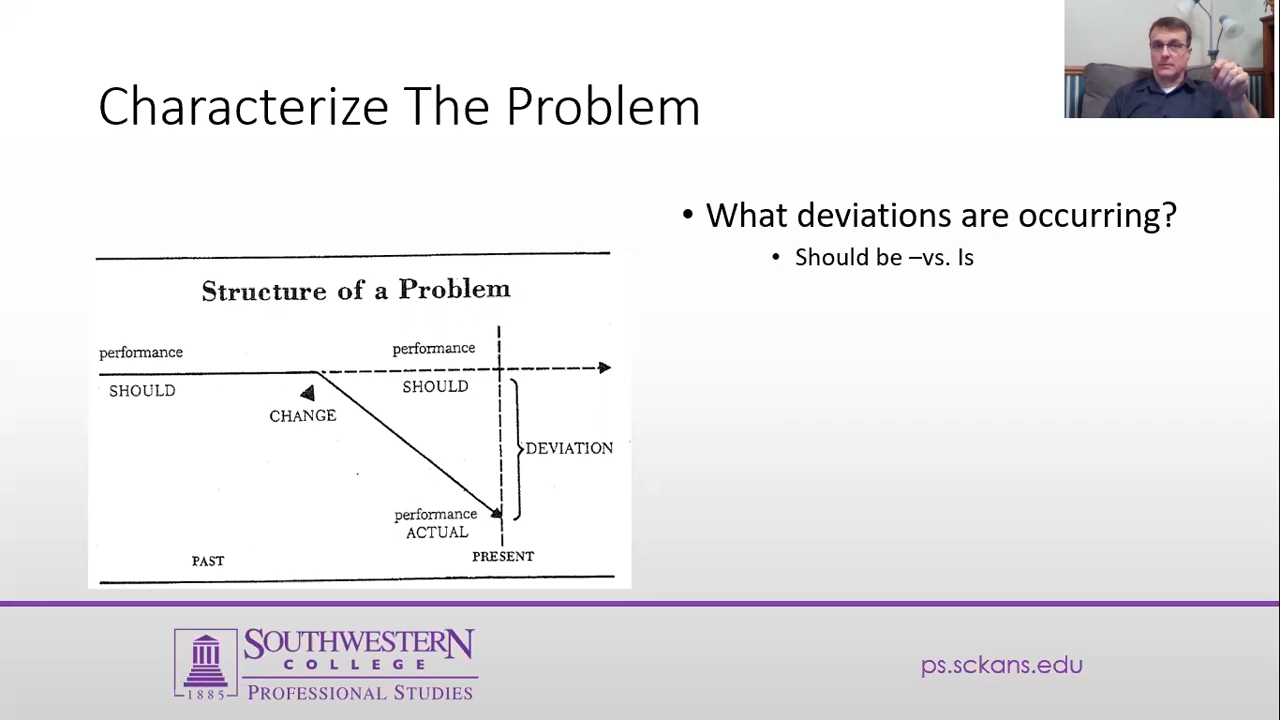 Characterize The Problem
• What deviations are occurring?
• Should be –vs. Is
Structure of a Problem
performance
performance
SHOULD
SHOULD
CHANGE
DEVIATION
performance
ACTUAL
PAST
PRESENT
SOUTHWESTERN
COLLEGE
1885
PROFESSIONAL STUDIES
ps.sckans.edu